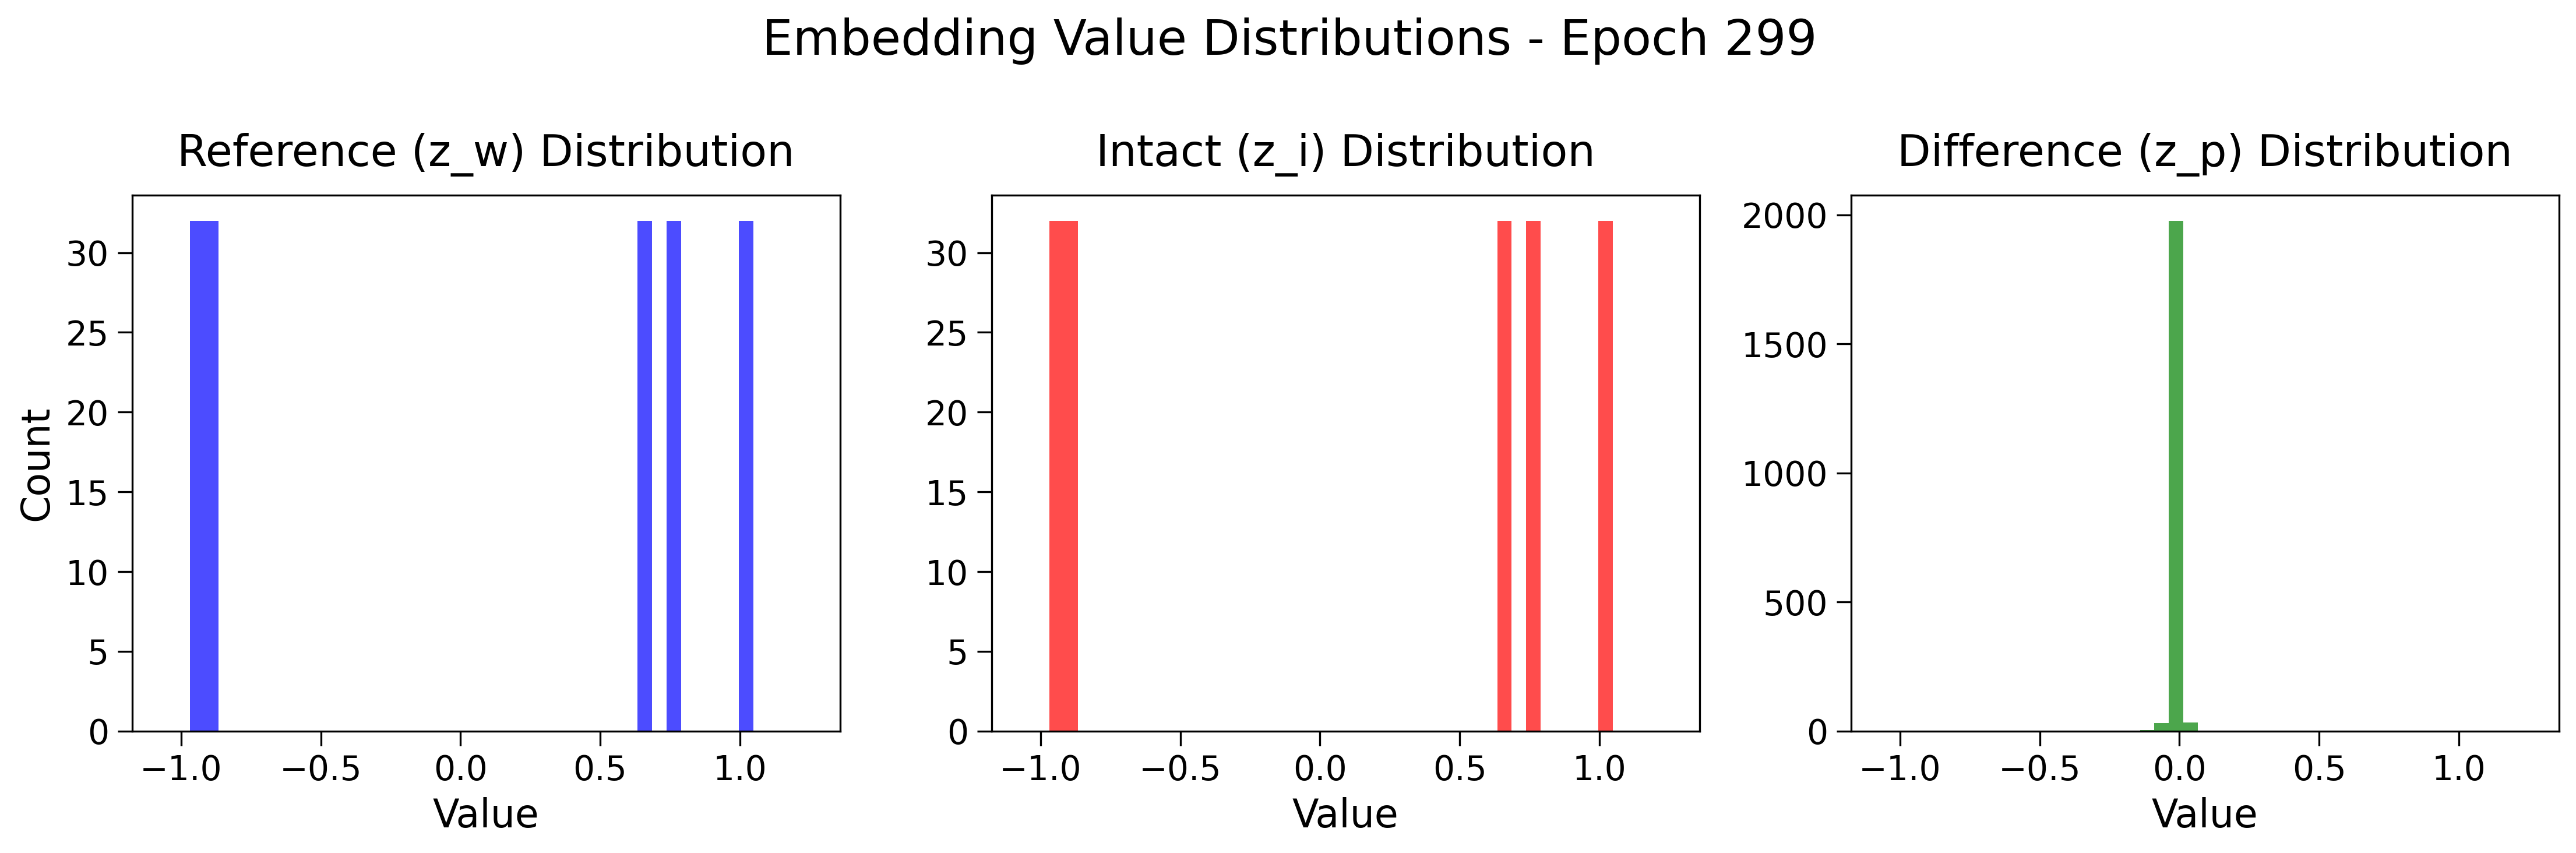 Embedding Value Distributions - Epoch 299
Reference (z_w) Distribution
Intact (z_i) Distribution
Difference (z_p) Distribution
Count
30
25
20
15
10
5
0
−1.0 −0.5 0.0 0.5 1.0
Value
30
25
20
15
10
5
0
−1.0 −0.5 0.0 0.5 1.0
Value
2000
1500
1000
500
0
−1.0 −0.5 0.0 0.5 1.0
Value